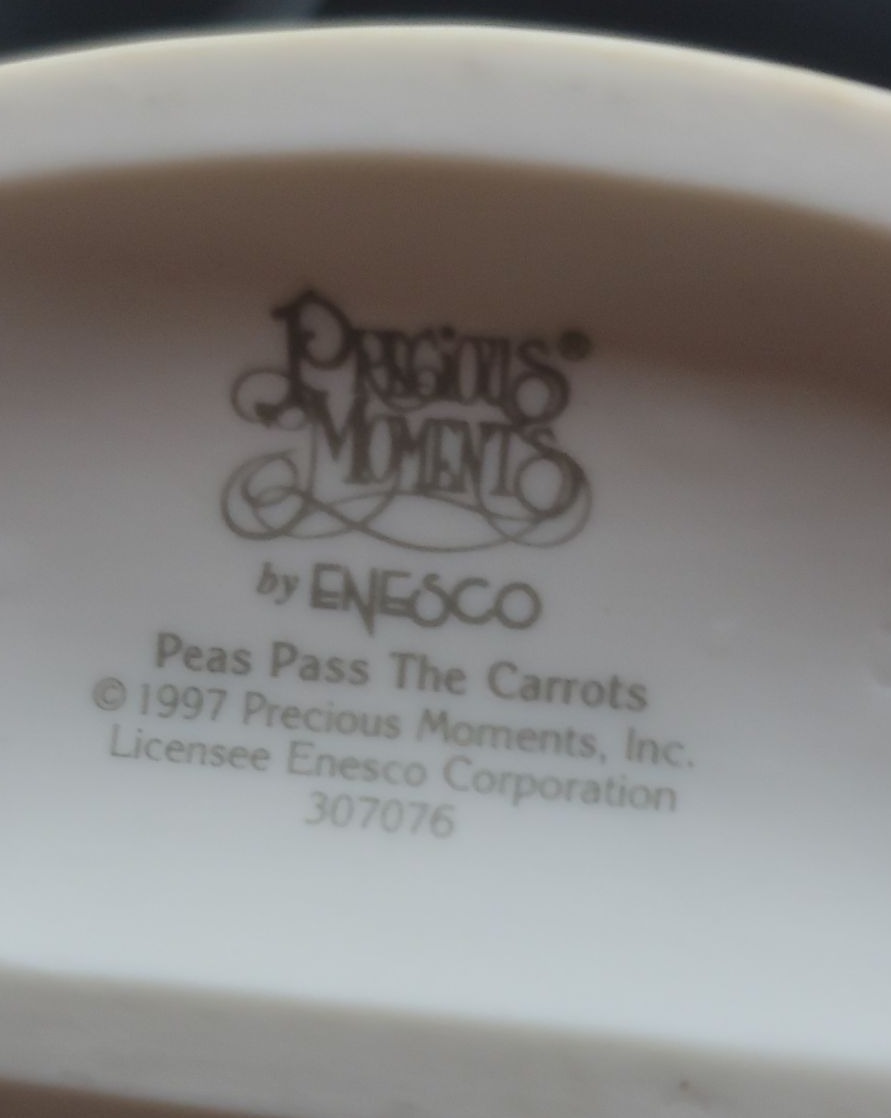 PRECIOUS
MOMENTS
by ENESCO
Peas Pass The Carrots
© 1997 Precious Moments, Inc.
Licensee Enesco Corporation
307076